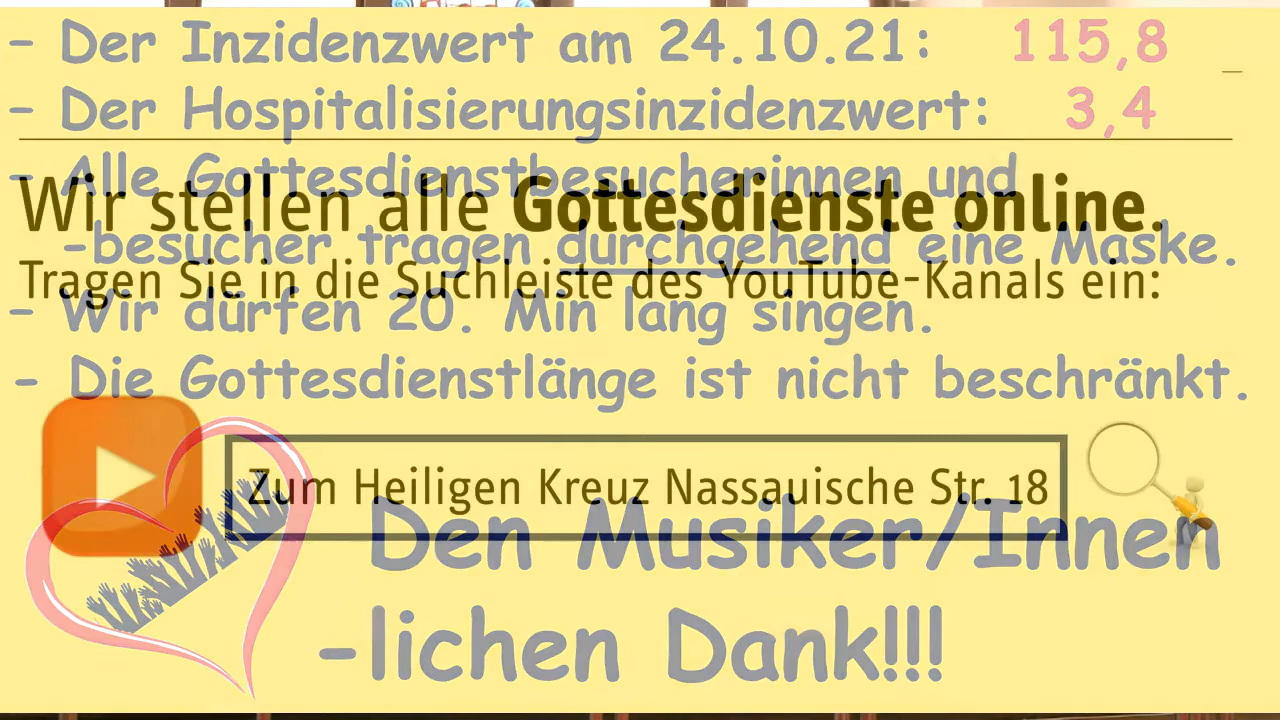 - Der Inzidenzwert am 24.10.21: 115,8
- Der Hospitalisierungsinzidenzwert: 3,4
- Alle Gottesdienstbesucherinnen und
-besucher tragen durchgehend eine Maske.
- Wir dürfen 20. Min lang singen.
- Die Gottesdienstlänge ist nicht beschränkt.
Den Musiker/Innen
-lichen Dank!!!
Wir stellen alle Gottesdienste online.
Tragen Sie in die Suchleiste des YouTube-Kanals ein:
Zum Heiligen Kreuz Nassauische Str. 18